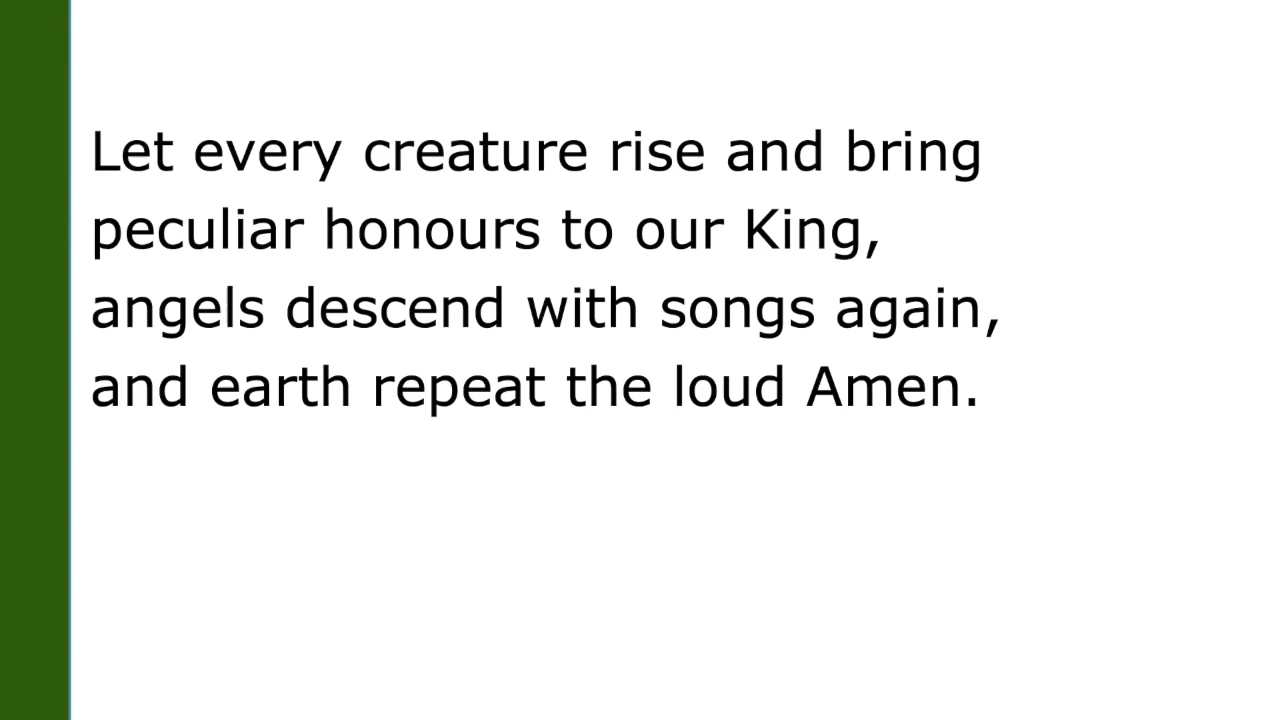 Let every creature rise and bring
peculiar honours to our King,
angels descend with songs again,
and earth repeat the loud Amen.